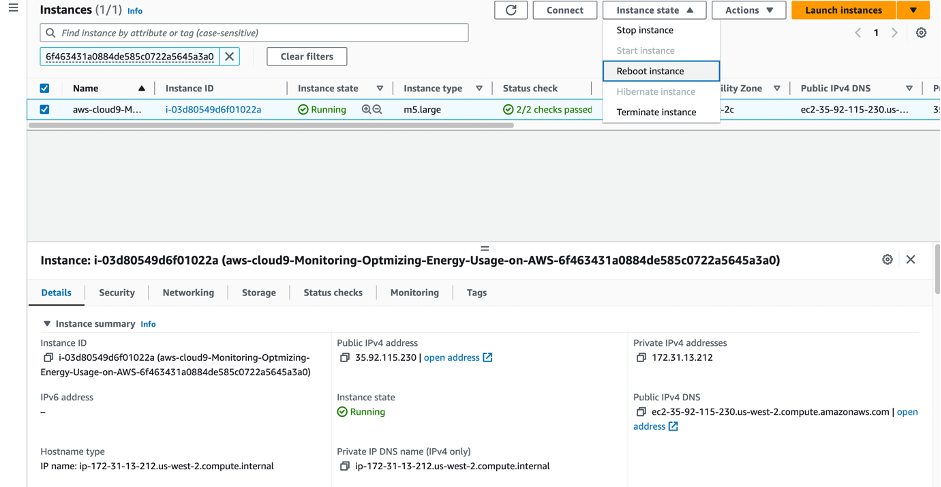 Instances (1/1) Info
Connect Instance state Actions Launch instances
Find instance by attribute or tag (case-sensitive)
Stop instance
1
Start instance
6f463431a0884de585c0722a5645a3a0 Clear filters
Reboot instance
Name Instance ID Instance state Instance type Status check
Hibernate instance
ility Zone Public IPv4 DNS
aws-cloud9-M... i-03d80549d6f01022a Running m5.large 2/2 checks passed
Terminate instance
-2c ec2-35-92-115-230.us-...
Instance: i-03d80549d6f01022a (aws-cloud9-Monitoring-Optmizing-Energy-Usage-on-AWS-6f463431a0884de585c0722a5645a3a0)
Details Security Networking Storage Status checks Monitoring Tags
Instance summary Info
Instance ID
i-03d80549d6f01022a (aws-cloud9-Monitoring-Optmizing-
Energy-Usage-on-AWS-6f463431a0884de585c0722a5645a3a0)
Public IPv4 address
35.92.115.230 | open address
Private IPv4 addresses
172.31.13.212
IPv6 address
–
Instance state
Running
Public IPv4 DNS
ec2-35-92-115-230.us-west-2.compute.amazonaws.com | open
address
Hostname type
IP name: ip-172-31-13-212.us-west-2.compute.internal
Private IP DNS name (IPv4 only)
ip-172-31-13-212.us-west-2.compute.internal